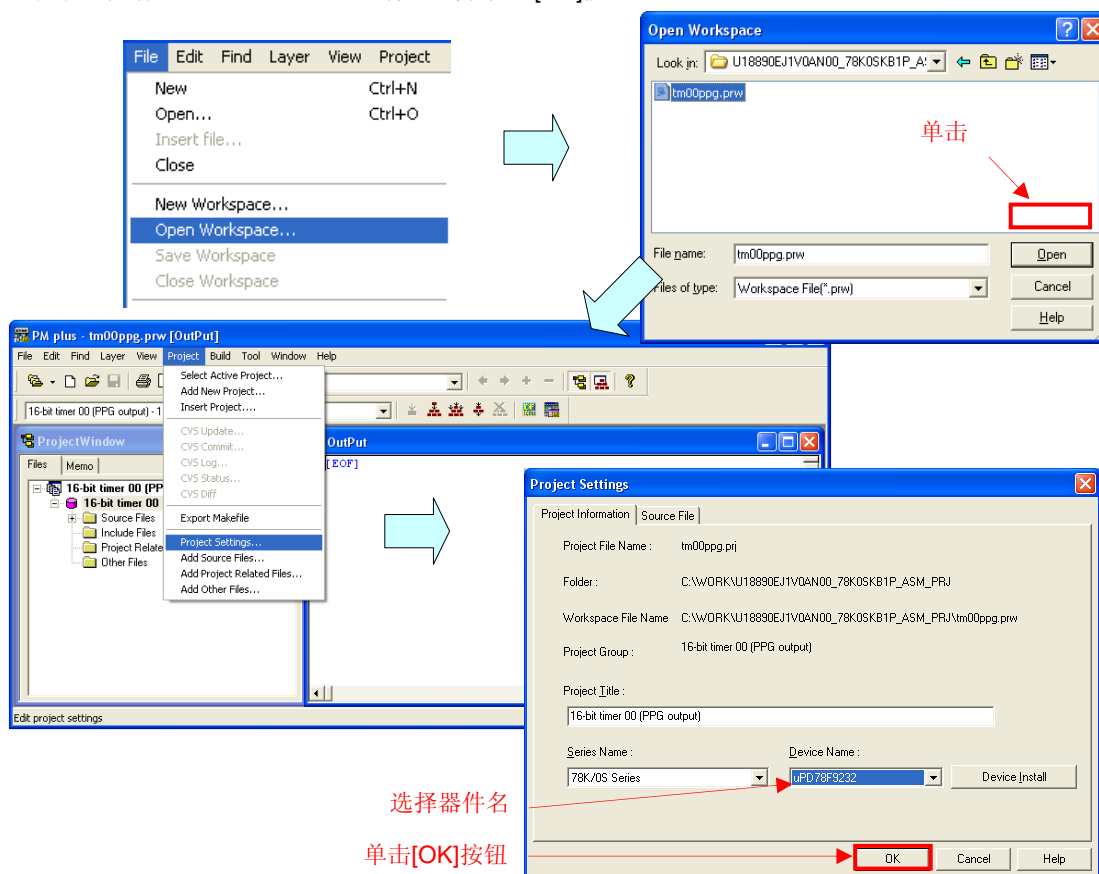 File Edit Find Layer View Project
New Ctrl+N
Open... Ctrl+O
Insert file...
Close
New Workspace...
Open Workspace...
Save Workspace
Close Workspace
Open Workspace
Look in: U18890EJ1V0AN00_78K0SKB1P_A
tm00ppg.prw
单击
File name: tm00ppg.prw Open
Files of type: Workspace File(*.prw) Cancel
Help
PM plus - tm00ppg.prw [OutPut]
File Edit Find Layer View Project Build Tool Window Help
16-bit timer 00 (PPG output) - 1
Select Active Project...
Add New Project...
Insert Project....
CVS Update...
CVS Commit...
CVS Log...
CVS Status...
CVS Diff
Export Makefile
Project Settings...
Add Source Files...
Add Project Related Files...
Add Other Files...
ProjectWindow
Files Memo
16-bit timer 00 (PP
16-bit timer 00
Source Files
Include Files
Project Relate
Other Files
OutPut
[EOF]
Edit project settings
Project Settings
Project Information Source File
Project File Name : tm00ppg.prj
Folder : C:\WORK\U18890EJ1V0AN00_78K0SKB1P_ASM_PRJ
Workspace File Name C:\WORK\U18890EJ1V0AN00_78K0SKB1P_ASM_PRJ\tm00ppg.prw
Project Group : 16-bit timer 00 (PPG output)
Project Title :
16-bit timer 00 (PPG output)
Series Name : Device Name :
78K/0S Series uPD78F9232 Device Install
选择器件名
单击[OK]按钮
OK Cancel Help